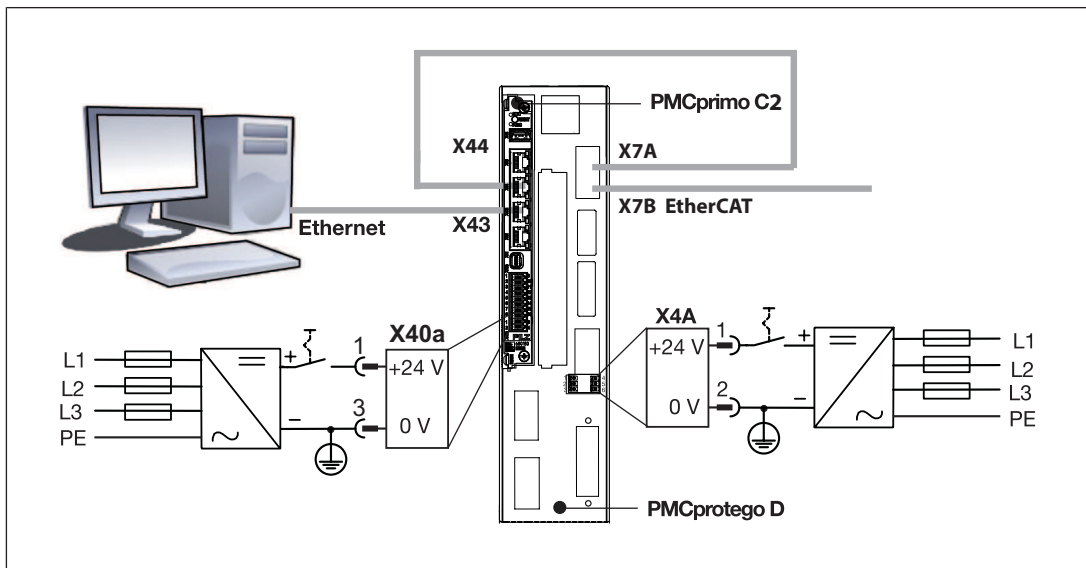 PMCprimo C2
X44
X7A
X43
X7B EtherCAT
Ethernet
X40a
X4A
L1
L2
L3
PE
+
−
1
3
+24 V
0 V
+24 V
0 V
1
2
+
−
L1
L2
L3
PE
PMCprotego D